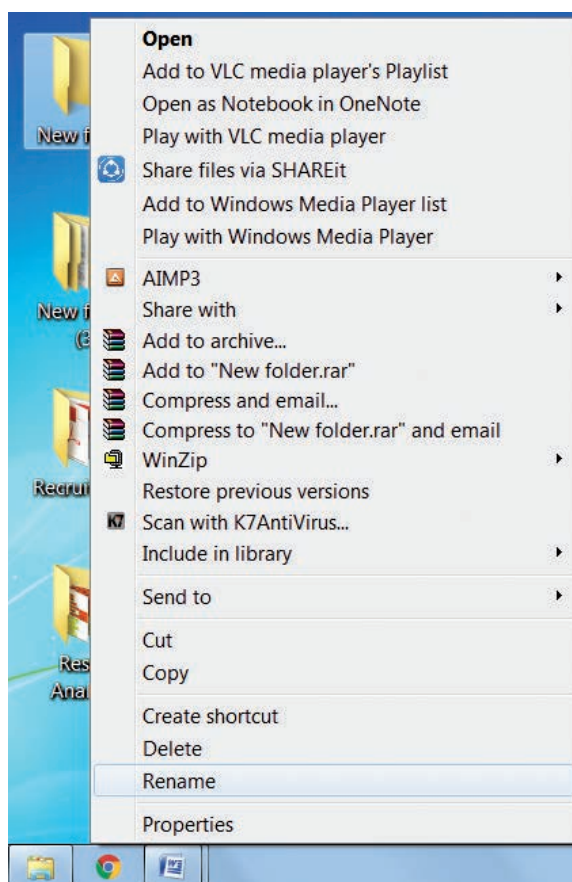 Open
Add to VLC media player's Playlist
Open as Notebook in OneNote
Play with VLC media player
Share files via SHAREit
Add to Windows Media Player list
Play with Windows Media Player
AIMP3
Share with
Add to archive...
Add to "New folder.rar"
Compress and email...
Compress to "New folder.rar" and email
WinZip
Restore previous versions
K7 Scan with K7AntiVirus...
Include in library
Send to
Cut
Copy
Create shortcut
Delete
Rename
Properties
New
New